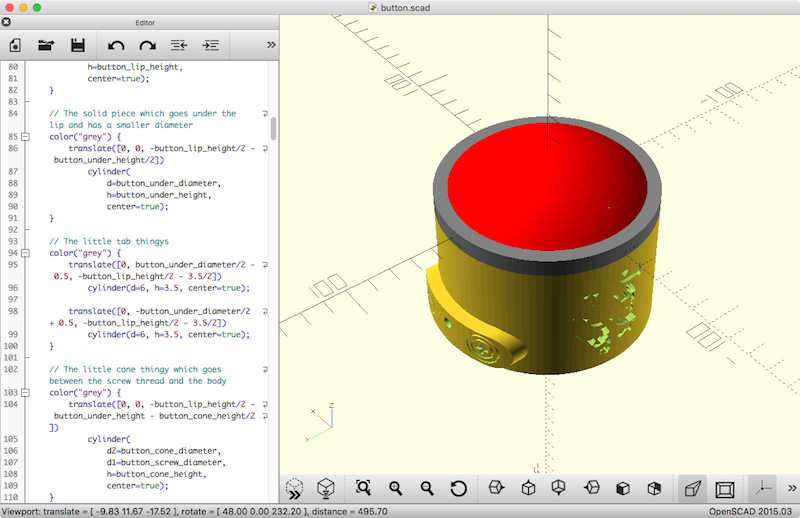 button.scad
Editor
80 h=button_lip_height,
81 center=true);
82 }
83
84 // The solid piece which goes under the
lip and has a smaller diameter
85 color("grey") {
86 translate([0, 0, -button_lip_height/2 -
button_under_height/2])
87 cylinder(
88 d=button_under_diameter,
89 h=button_under_height,
90 center=true);
91 }
92
93 // The little tab thingys
94 color("grey") {
95 translate([0, button_diameter/2 -
0.5, -button_lip_height/2 - 3.5/2])
96 cylinder(d=6, h=3.5, center=true);
97
98 translate([0, -button_diameter/2
+ 0.5, -button_lip_height/2 - 3.5/2])
99 cylinder(d=6, h=3.5, center=true);
100 }
101
102 // The little cone thingy which goes
between the screw thread and the body
103 color("grey") {
104 translate([0, 0, -button_lip_height/2 -
button_under_height - button_cone_height/2
])
105 cylinder(
106 d2=button_cone_diameter,
107 d1=button_screw_diameter,
108 h=button_cone_height,
109 center=true);
110 }
100
-100
-100
100
x
y
z
Viewport: translate = [ -9.83 11.67 -17.52 ], rotate = [ 48.00 0.00 232.20 ], distance = 495.70
OpenSCAD 2015.03